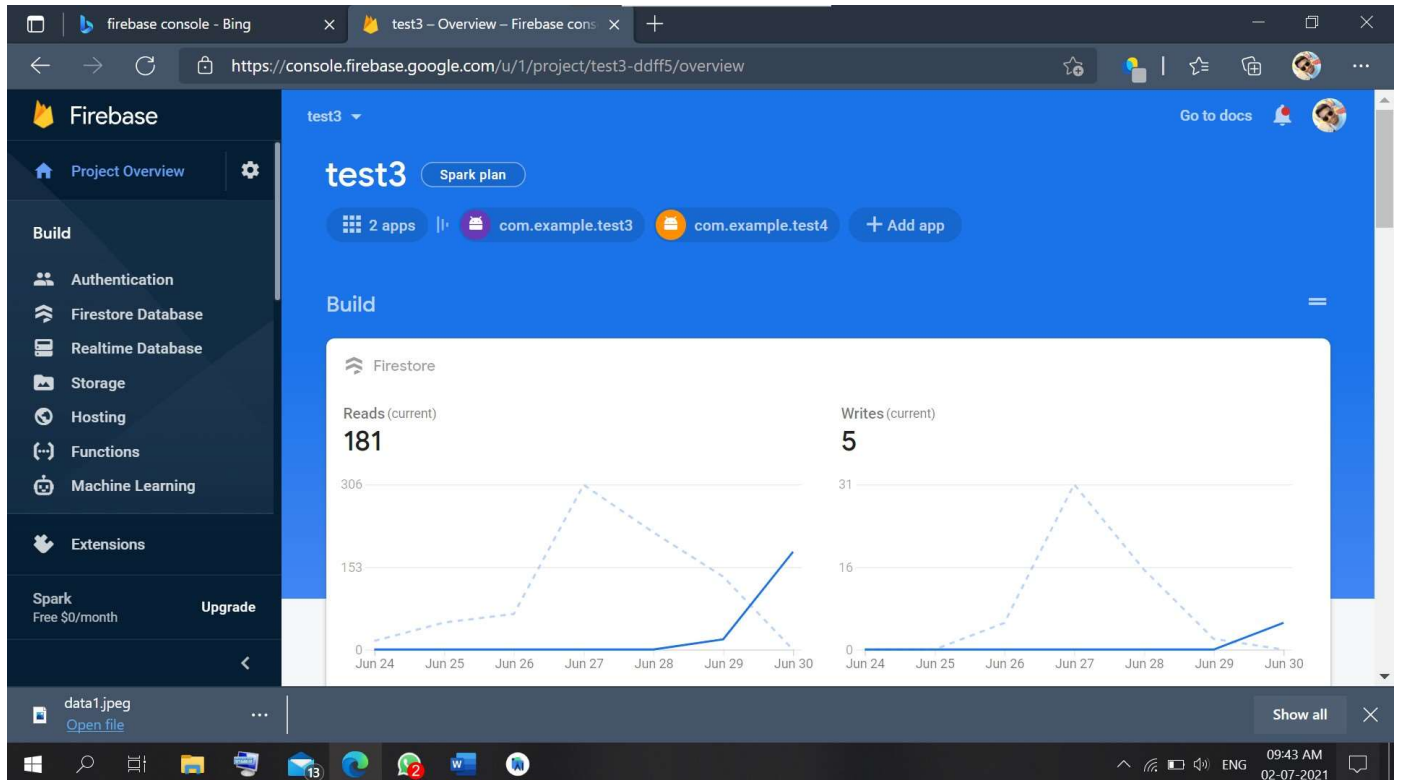 firebase console - Bing
test3 – Overview – Firebase cons
https://console.firebase.google.com/u/1/project/test3-ddff5/overview
Firebase
test3
Go to docs
Project Overview
test3 Spark plan
2 apps com.example.test3 com.example.test4 + Add app
Build
Authentication
Firestore Database
Realtime Database
Storage
Hosting
Functions
Machine Learning
Extensions
Spark
Free $0/month
Upgrade
Build
Firestore
Reads (current)
181
306
153
0
Jun 24 Jun 25 Jun 26 Jun 27 Jun 28 Jun 29 Jun 30
Writes (current)
5
31
16
0
Jun 24 Jun 25 Jun 26 Jun 27 Jun 28 Jun 29 Jun 30
data1.jpeg
Open file
Show all
13
2
W
ENG
09:43 AM
02-07-2021